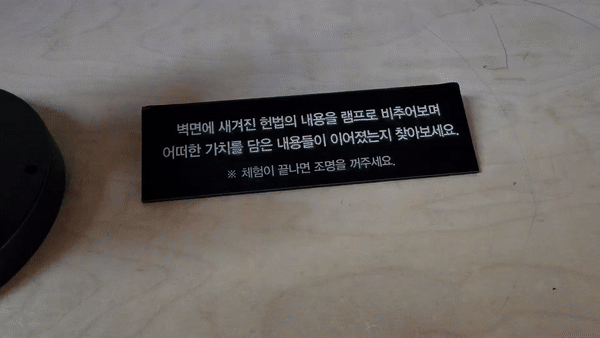 벽면에 새겨진 헌법의 내용을 램프로 비추어보며
어떠한 가치를 담은 내용들이 이어졌는지 찾아보세요.
※ 체험이 끝나면 조명을 꺼주세요.